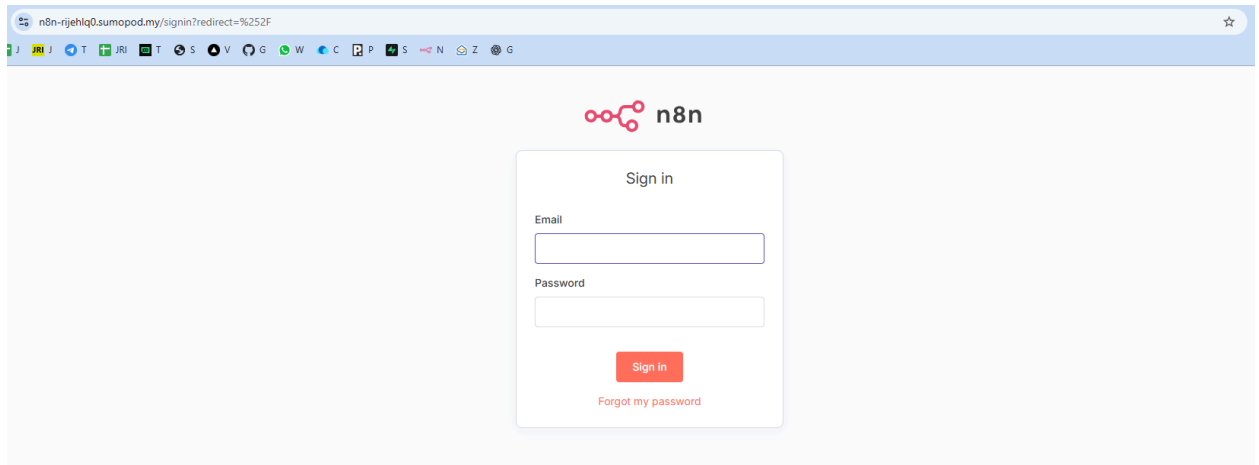 n8n-rijehlq0.sumopod.my/signin?redirect=%252F
J JRI J T JRI T S V G W C P S N Z G
n8n
Sign in
Email
Password
Sign in
Forgot my password